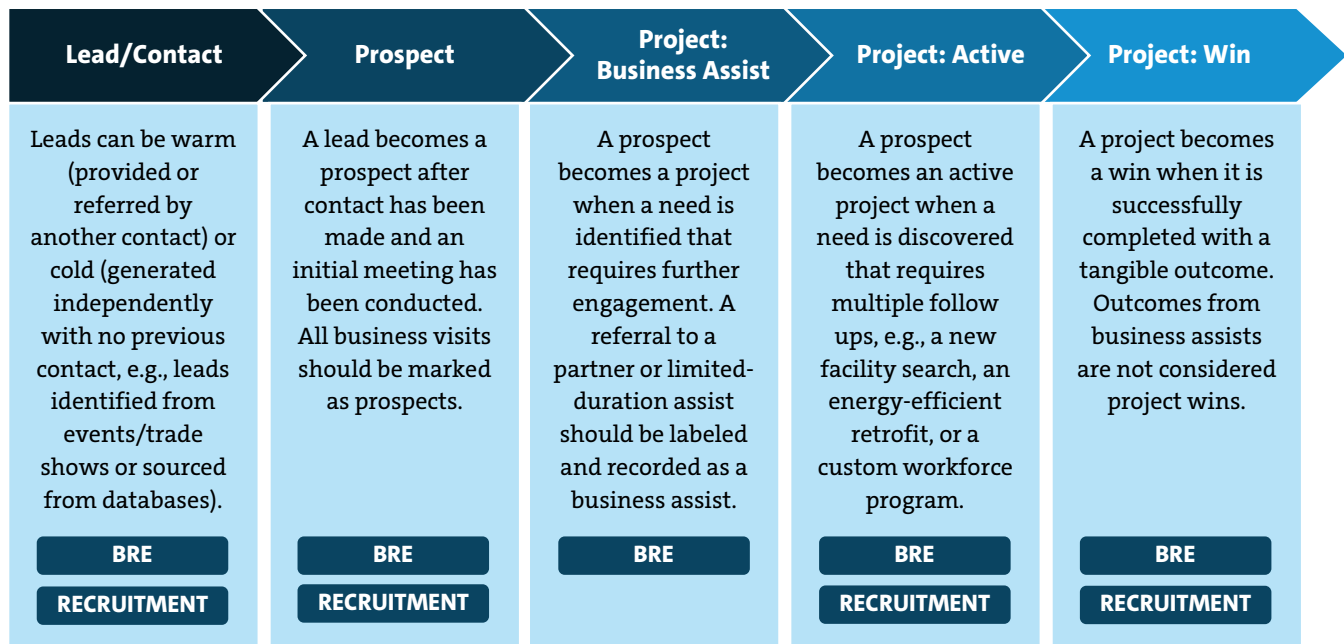 Lead/Contact
Prospect
Project:
Business Assist
Project: Active
Project: Win
Leads can be warm
(provided or
referred by
another contact) or
cold (generated
independently
with no previous
contact, e.g., leads
identified from
events/trade
shows or sourced
from databases).
BRE
RECRUITMENT
A lead becomes a
prospect after
contact has been
made and an
initial meeting has
been conducted.
All business visits
should be marked
as prospects.
BRE
RECRUITMENT
A prospect
becomes a project
when a need is
identified that
requires further
engagement. A
referral to a
partner or limited-
duration assist
should be labeled
and recorded as a
business assist.
BRE
A prospect
becomes an active
project when a
need is discovered
that requires
multiple follow
ups, e.g., a new
facility search, an
energy-efficient
retrofit, or a
custom workforce
program.
BRE
RECRUITMENT
A project becomes
a win when it is
successfully
completed with a
tangible outcome.
Outcomes from
business assists
are not considered
project wins.
BRE
RECRUITMENT